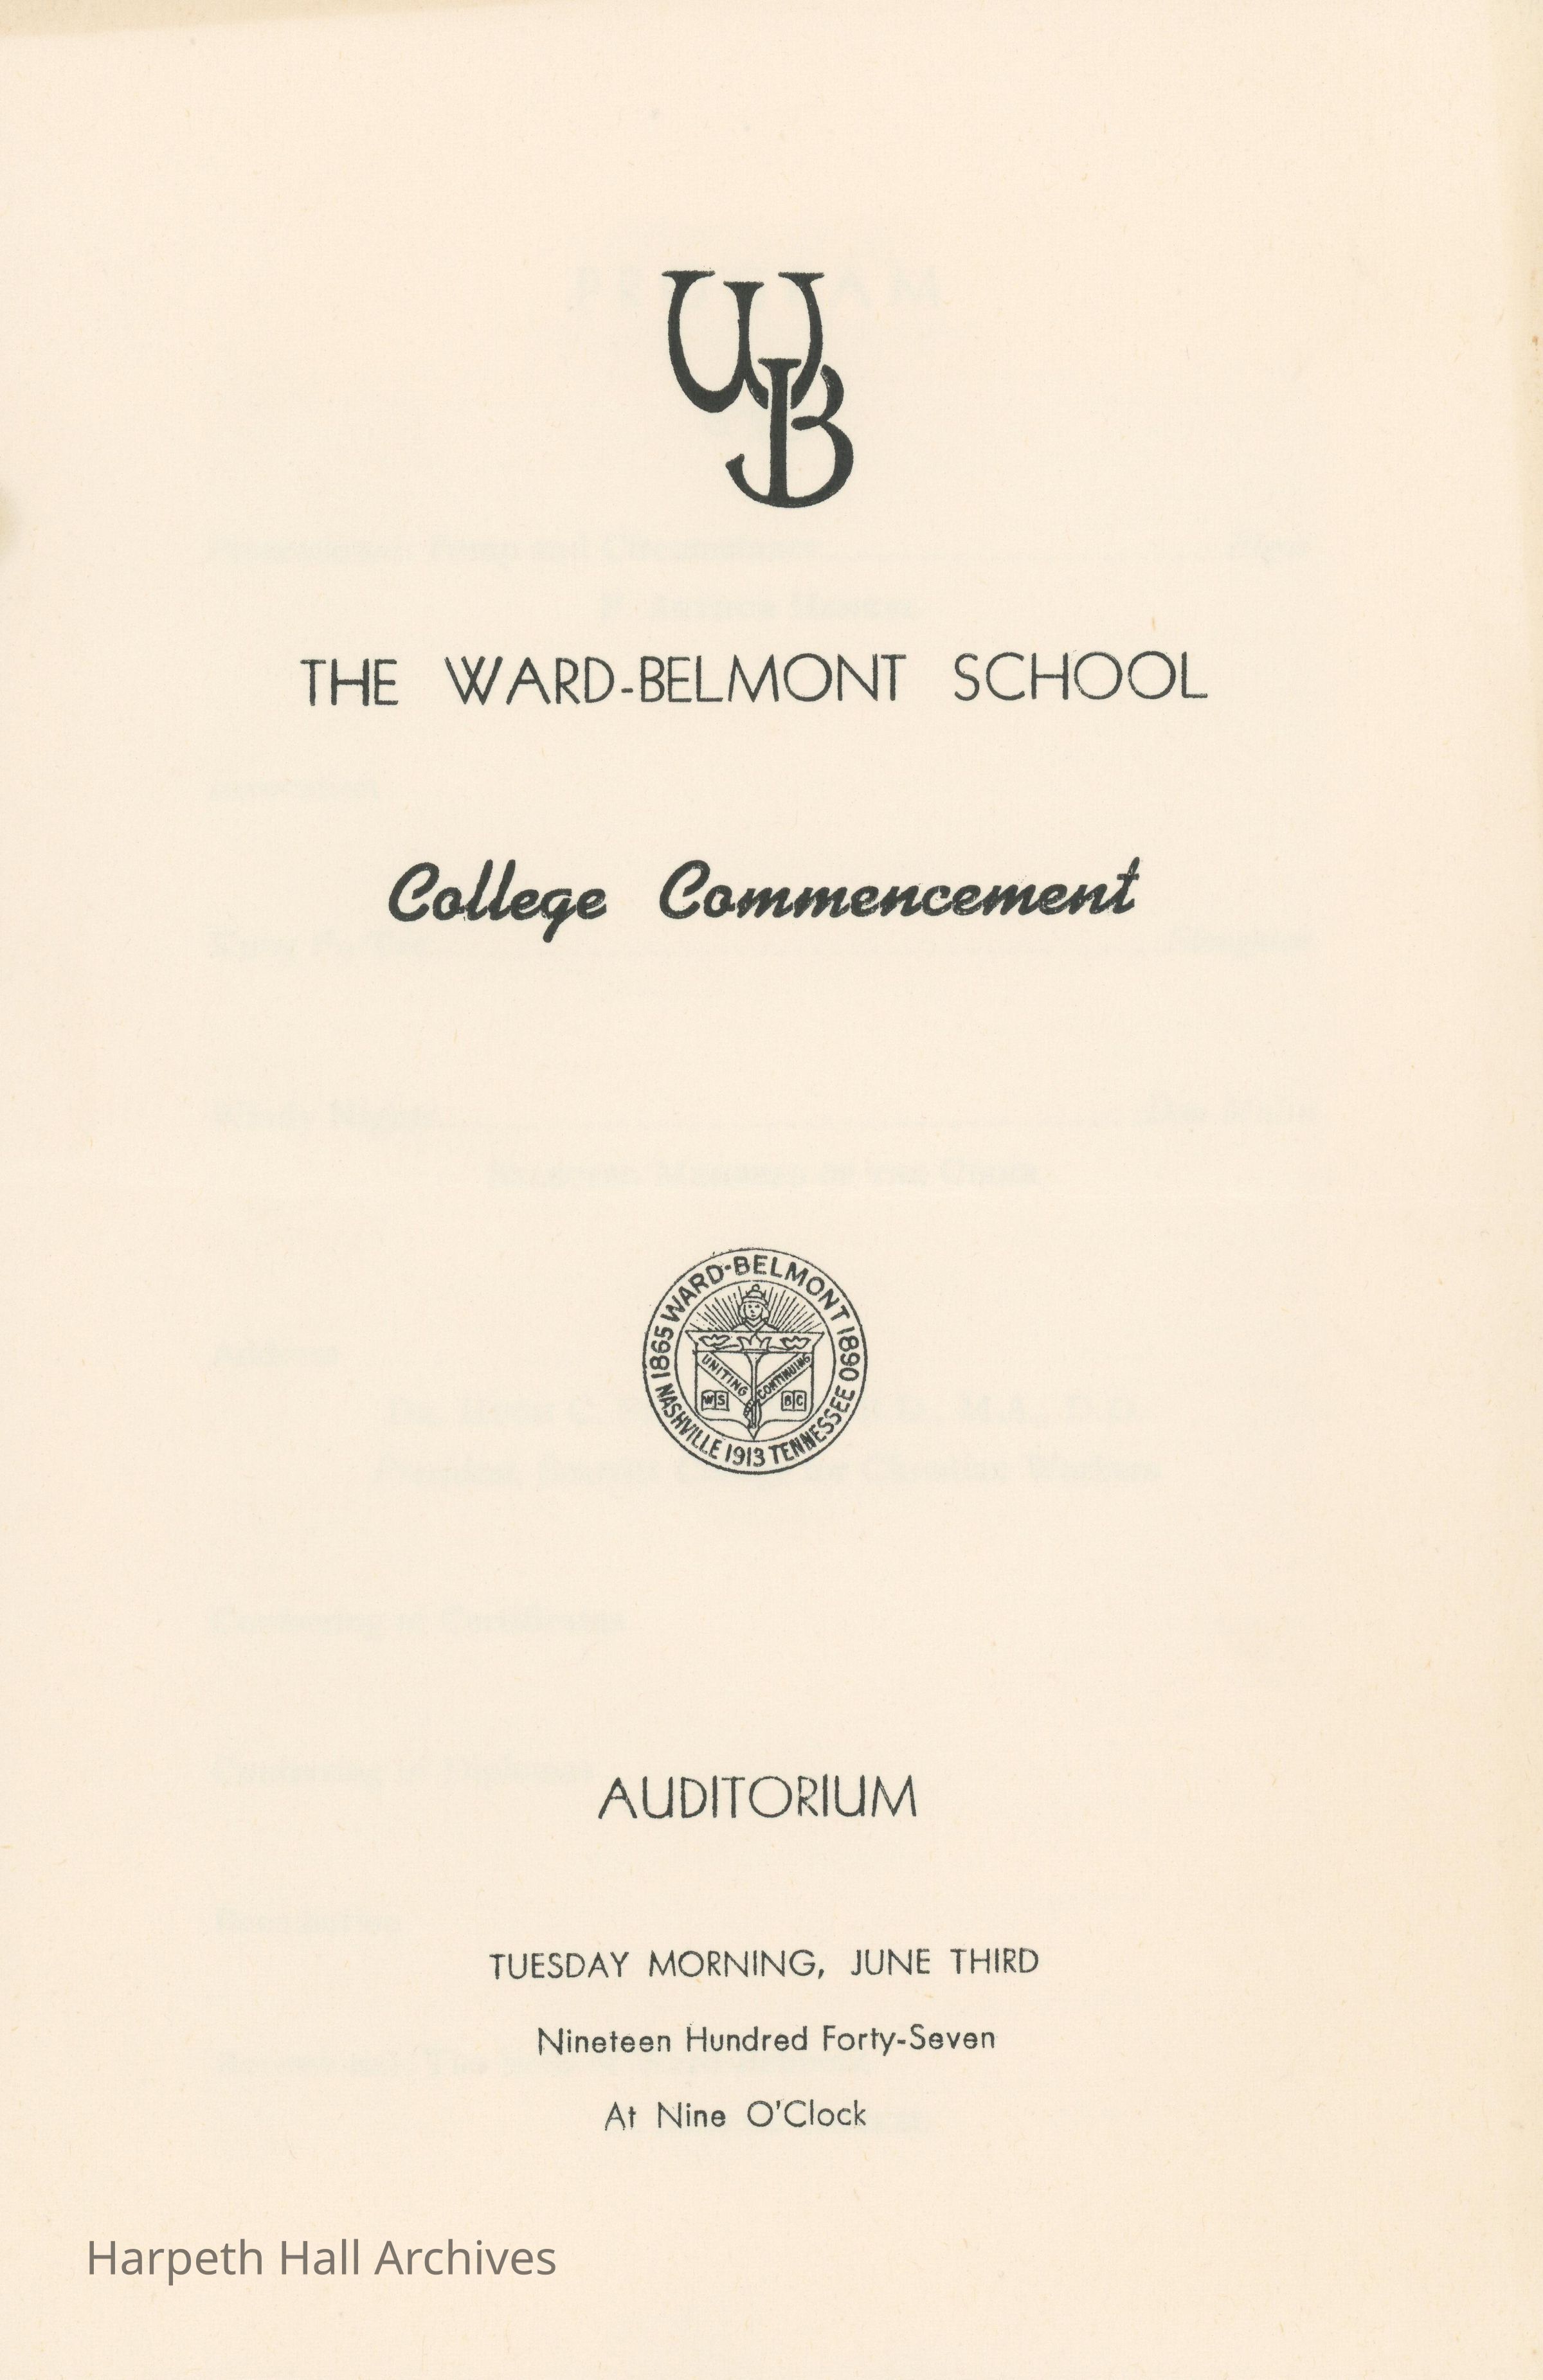 WB
THE WARD-BELMONT SCHOOL
College Commencement
WARD-BELMONT
1865 1890
UNITING CONTINUING
WS BC
NASHVILLE 1913 TENNESSEE
AUDITORIUM
TUESDAY MORNING, JUNE THIRD
Nineteen Hundred Forty-Seven
At Nine O'Clock
Harpeth Hall Archives